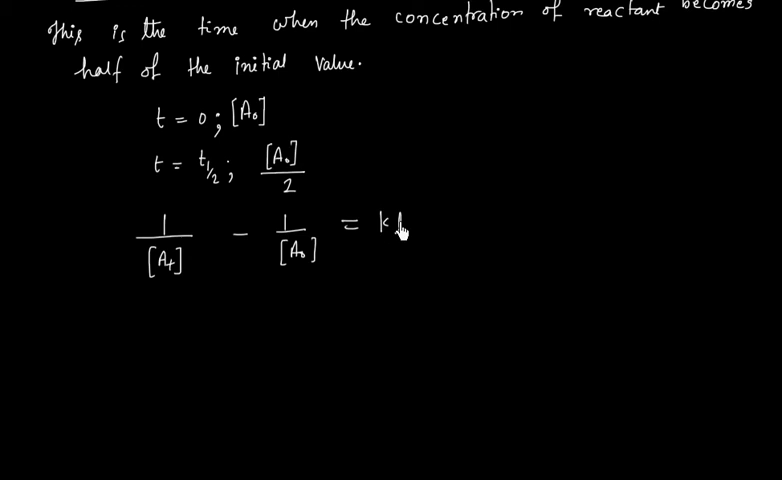 This is the time when the concentration of reactant becomes
half of the initial value.
t = 0 ; [A₀]
t = t1/2 ; [A₀]/2
1/[At] - 1/[A₀] = k